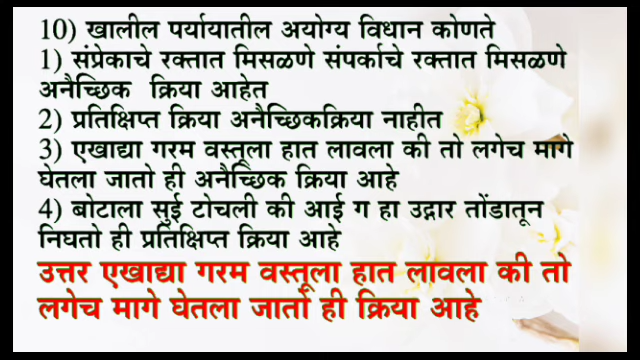 10) खालील पर्यायातील अयोग्य विधान कोणते
1) संप्रेकाचे रक्तात मिसळणे संपर्काचे रक्तात मिसळणे
अनैच्छिक क्रिया आहेत
2) प्रतिक्षिप्त क्रिया अनैच्छिकक्रिया नाहीत
3) एखाद्या गरम वस्तूला हात लावला की तो लगेच मागे
घेतला जातो ही अनैच्छिक क्रिया आहे
4) बोटाला सुई टोचली की आई ग हा उद्गार तोंडातून
निघतो ही प्रतिक्षिप्त क्रिया आहे
उत्तर एखाद्या गरम वस्तूला हात लावला की तो
लगेच मागे घेतला जातो ही क्रिया आहे